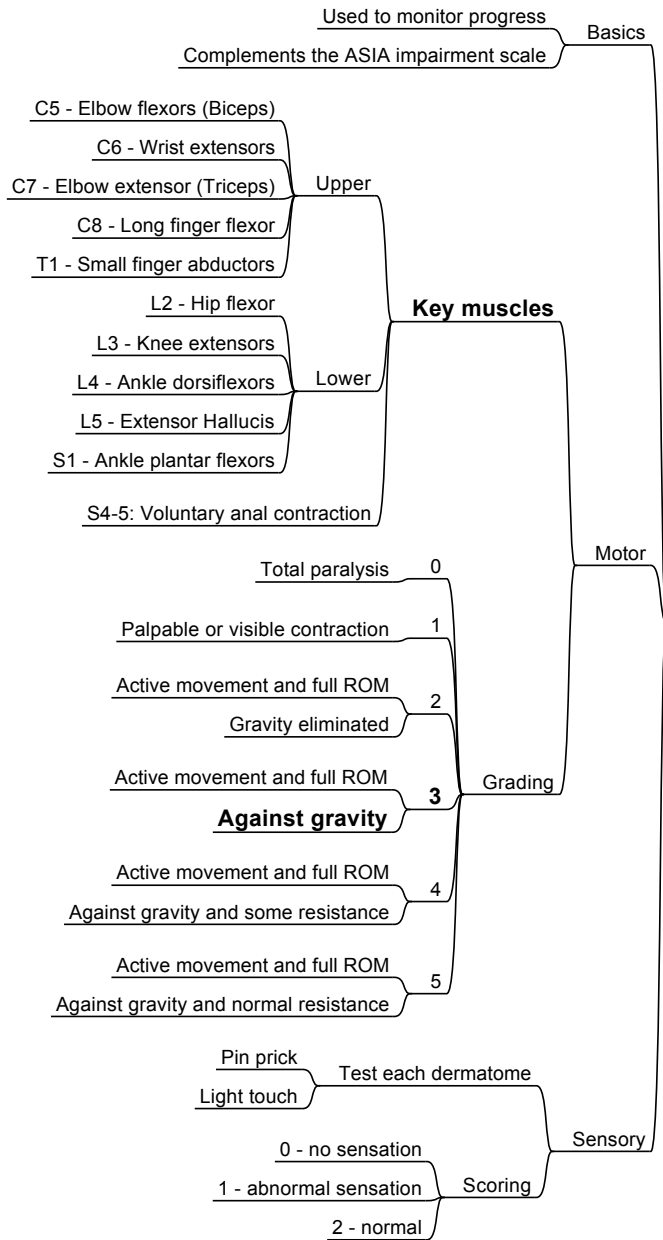 Used to monitor progress
Basics
Complements the ASIA impairment scale
C5 - Elbow flexors (Biceps)
C6 - Wrist extensors
C7 - Elbow extensor (Triceps)
Upper
C8 - Long finger flexor
T1 - Small finger abductors
L2 - Hip flexor
Key muscles
L3 - Knee extensors
L4 - Ankle dorsiflexors
Lower
L5 - Extensor Hallucis
S1 - Ankle plantar flexors
S4-5: Voluntary anal contraction
Motor
Total paralysis
0
Palpable or visible contraction
1
Active movement and full ROM
2
Gravity eliminated
Active movement and full ROM
3
Grading
Against gravity
Active movement and full ROM
4
Against gravity and some resistance
Active movement and full ROM
5
Against gravity and normal resistance
Pin prick
Test each dermatome
Light touch
Sensory
0 - no sensation
1 - abnormal sensation
Scoring
2 - normal